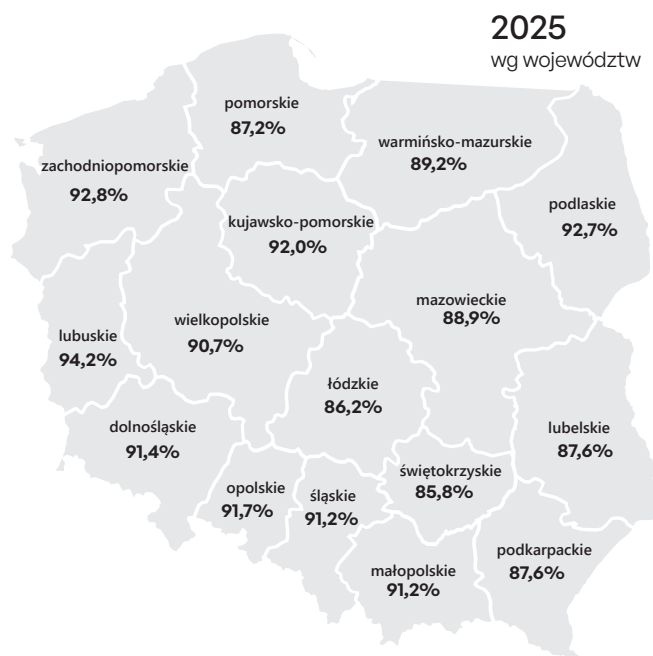 2025
wg województw
pomorskie
87,2%
warmińsko-mazurskie
89,2%
zachodniopomorskie
92,8%
podlaskie
92,7%
kujawsko-pomorskie
92,0%
mazowieckie
88,9%
wielkopolskie
90,7%
lubuskie
94,2%
łódzkie
86,2%
dolnośląskie
91,4%
lubelskie
87,6%
świętokrzyskie
85,8%
opolskie
91,7%
śląskie
91,2%
podkarpackie
87,6%
małopolskie
91,2%